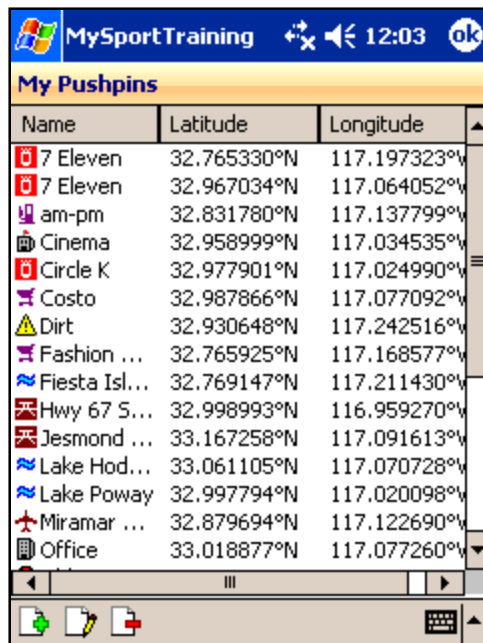 MySportTraining 12:03 ok
My Pushpins
Name Latitude Longitude
7 Eleven 32.765330°N 117.197323°W
7 Eleven 32.967034°N 117.064052°W
am-pm 32.831780°N 117.137799°W
Cinema 32.958999°N 117.034535°W
Circle K 32.977901°N 117.024990°W
Costo 32.987866°N 117.077092°W
Dirt 32.930648°N 117.242516°W
Fashion ... 32.765925°N 117.168577°W
Fiesta Isl... 32.769147°N 117.211430°W
Hwy 67 S... 32.998993°N 116.959270°W
Jesmond ... 33.167258°N 117.091613°W
Lake Hod... 33.061105°N 117.070728°W
Lake Poway 32.997794°N 117.020098°W
Miramar ... 32.879694°N 117.122690°W
Office 33.018877°N 117.077260°W